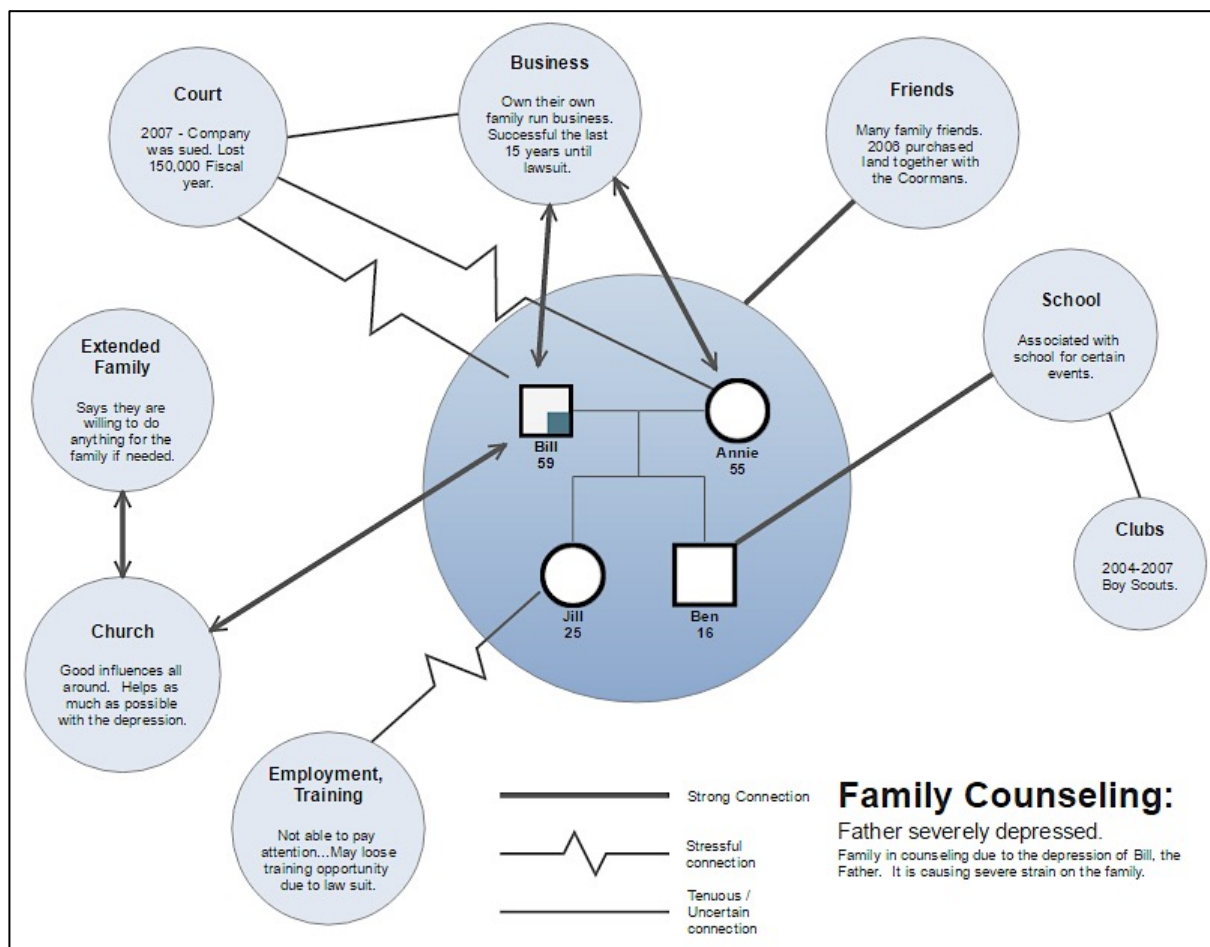 Court
2007 - Company
was sued. Lost
150,000 Fiscal
year.
Business
Own their own
family run business.
Successful the last
15 years until
lawsuit.
Friends
Many family friends.
2006 purchased
land together with
the Coormans.
School
Associated with
school for certain
events.
Clubs
2004-2007
Boy Scouts.
Extended
Family
Says they are
willing to do
anything for the
family if needed.
Church
Good influences all
around. Helps as
much as possible
with the depression.
Employment,
Training
Not able to pay
attention...May loose
training opportunity
due to law suit.
Bill
59
Annie
55
Jill
25
Ben
16
Strong Connection
Stressful
connection
Tenuous /
Uncertain
connection
Family Counseling:
Father severely depressed.
Family in counseling due to the depression of Bill, the
Father. It is causing severe strain on the family.